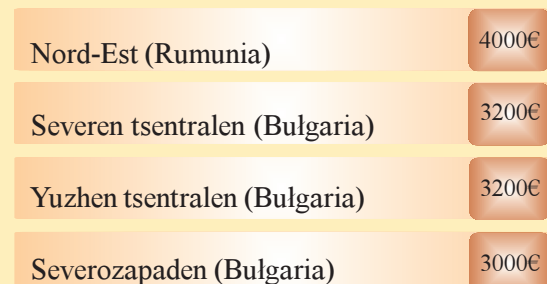 Nord-Est (Rumunia) 4000€
Severen tsentralen (Bułgaria) 3200€
Yuzhen tsentralen (Bułgaria) 3200€
Severozapaden (Bułgaria) 3000€